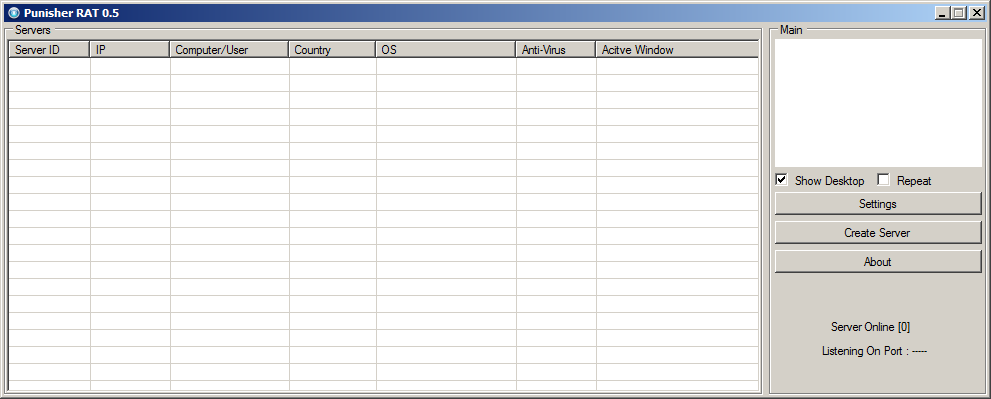 Punisher RAT 0.5
Servers
Server ID IP Computer/User Country OS Anti-Virus Acitve Window
Main
Show Desktop Repeat
Settings
Create Server
About
Server Online [0]
Listening On Port : -----